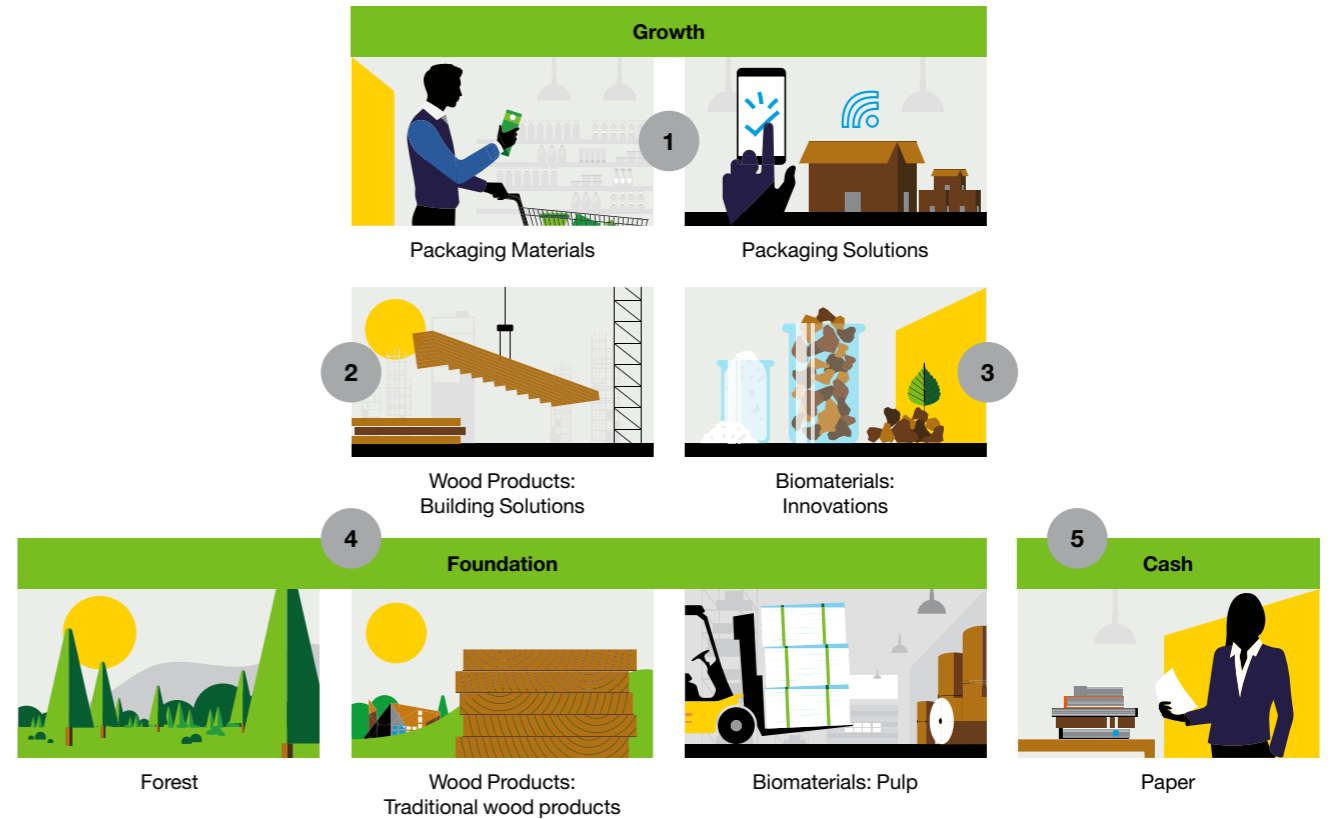 Growth
1
Packaging Materials
Packaging Solutions
2
3
Wood Products:
Building Solutions
Biomaterials:
Innovations
4
5
Foundation
Cash
Forest
Wood Products:
Traditional wood products
Biomaterials: Pulp
Paper